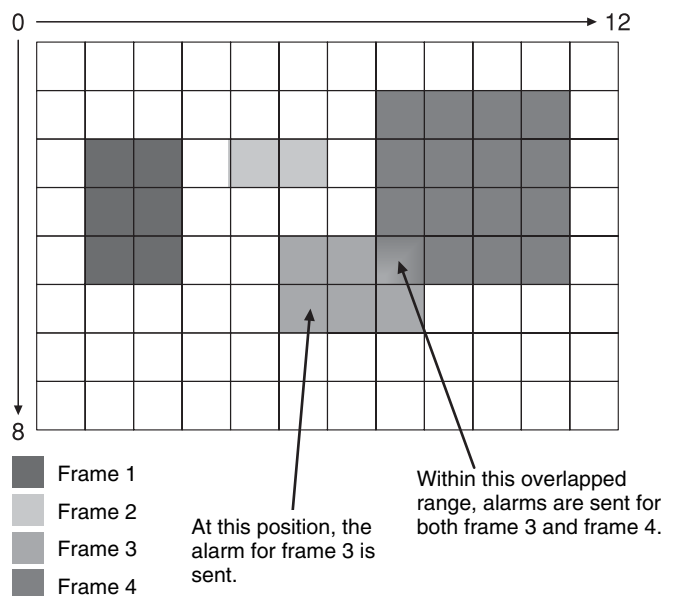 0
12
8
Frame 1
Frame 2
Frame 3
Frame 4
At this position, the
alarm for frame 3 is
sent.
Within this overlapped
range, alarms are sent for
both frame 3 and frame 4.